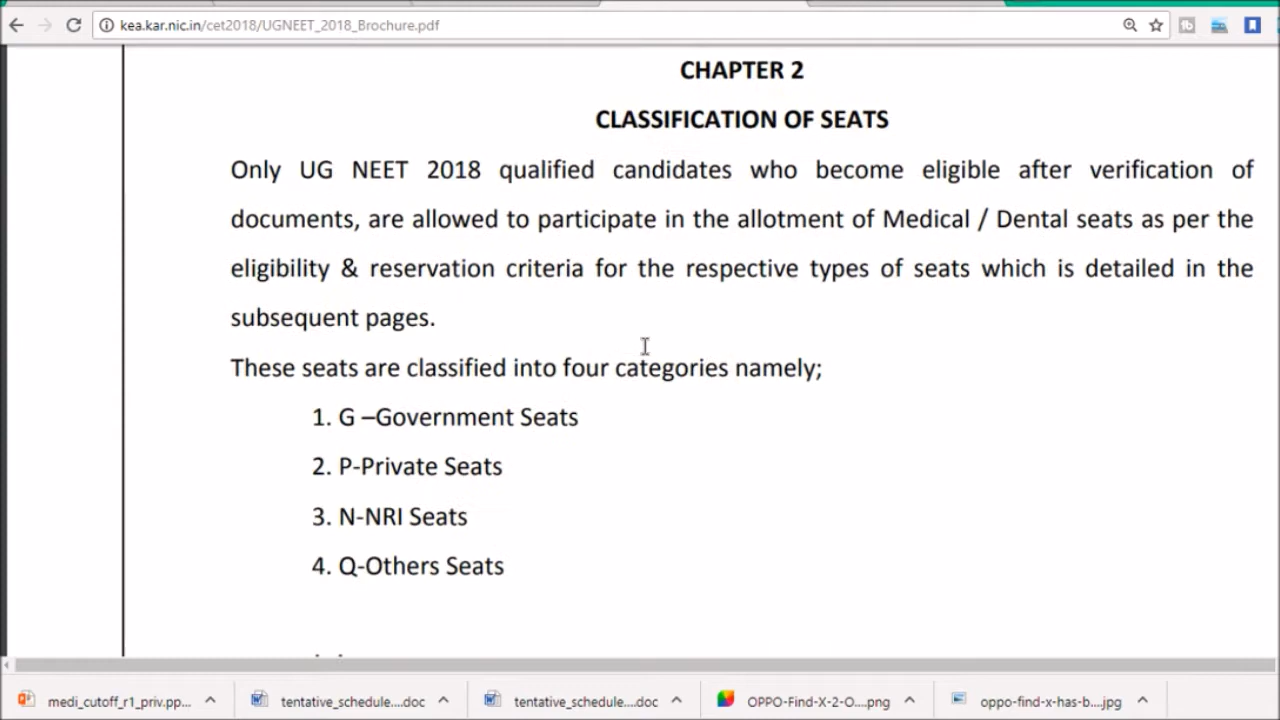 kea.kar.nic.in/cet2018/UGNEET_2018_Brochure.pdf
CHAPTER 2
CLASSIFICATION OF SEATS
Only UG NEET 2018 qualified candidates who become eligible after verification of
documents, are allowed to participate in the allotment of Medical / Dental seats as per the
eligibility & reservation criteria for the respective types of seats which is detailed in the
subsequent pages.
These seats are classified into four categories namely;
1. G –Government Seats
2. P-Private Seats
3. N-NRI Seats
4. Q-Others Seats
medi_cutoff_r1_priv.pp... tentative_schedule....doc tentative_schedule....doc OPPO-Find-X-2-O....png oppo-find-x-has-b....jpg